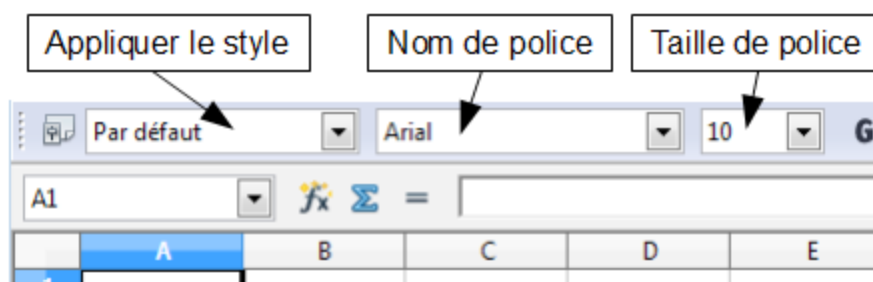 Appliquer le style Nom de police Taille de police
Par défaut Arial 10 G
A1 fx Σ =
A B C D E
1